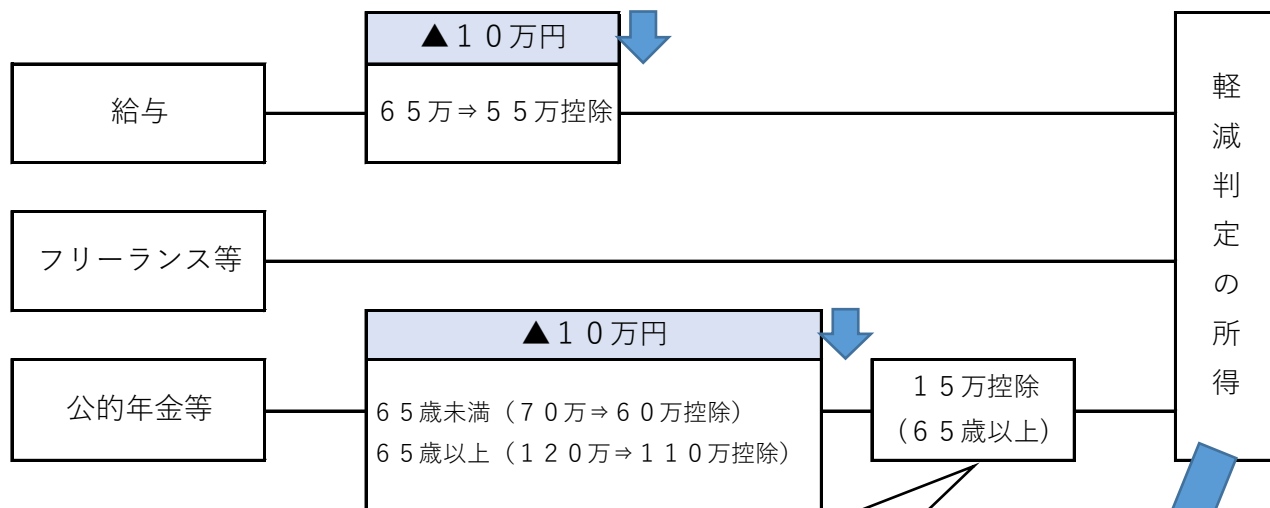 ▲１０万円
給与
６５万⇒５５万控除
フリーランス等
▲１０万円
公的年金等
６５歳未満（７０万⇒６０万控除）
６５歳以上（１２０万⇒１１０万控除）
１５万控除
（６５歳以上）
軽減判定の所得